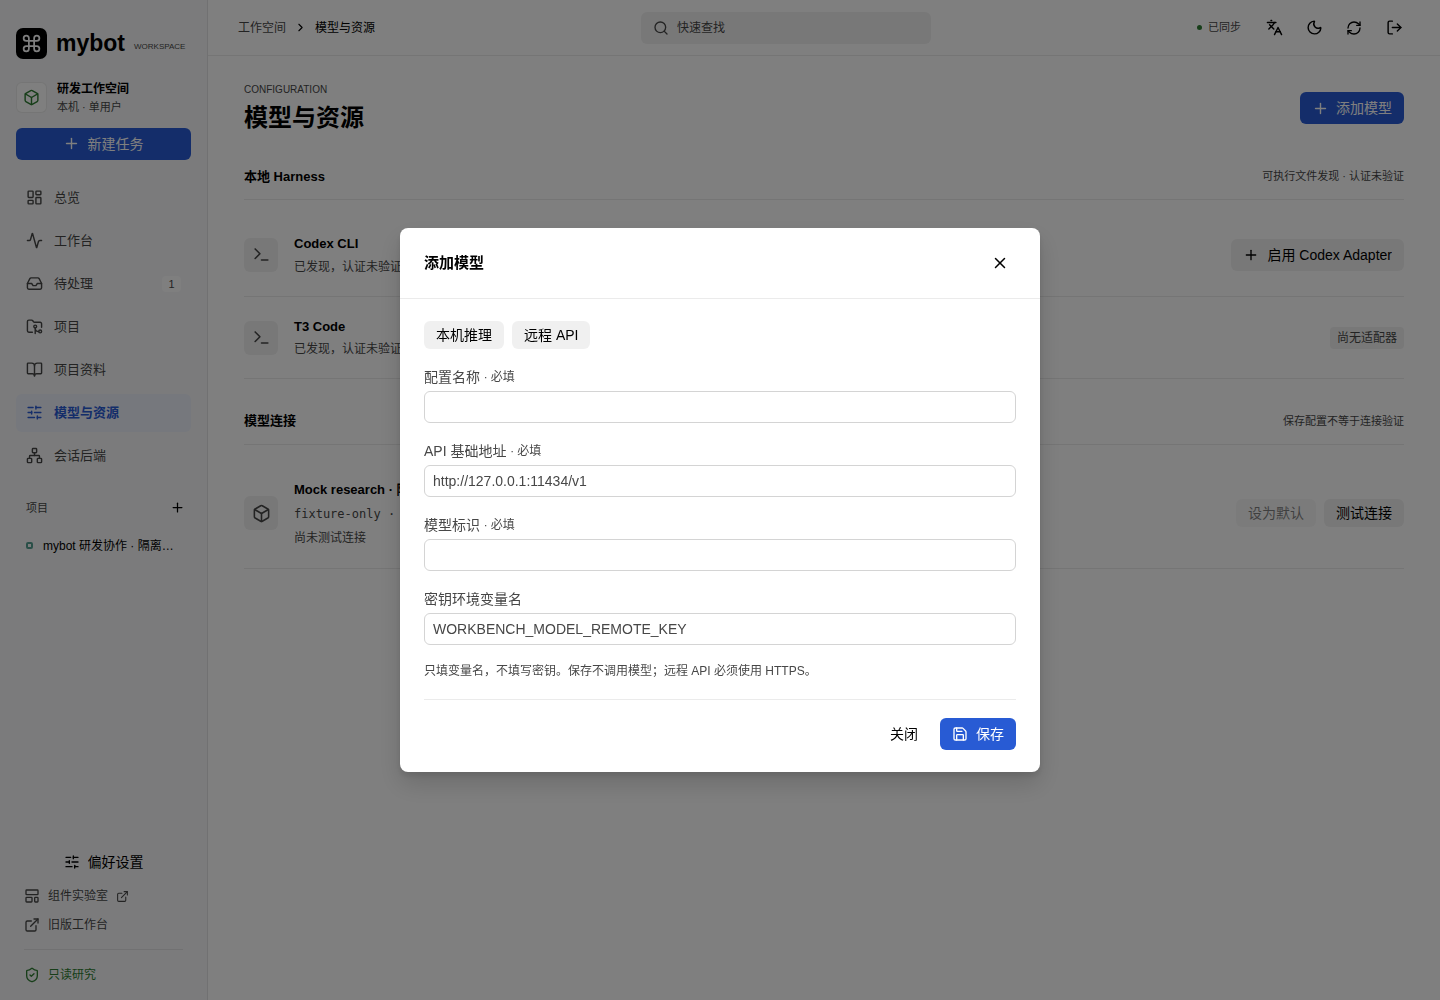 mybot WORKSPACE
研发工作空间
本机 · 单用户
新建任务
总览
工作台
待处理 1
项目
项目资料
模型与资源
会话后端
项目
mybot 研发协作 · 隔离…
偏好设置
组件实验室
旧版工作台
只读研究
工作空间 模型与资源
快速查找
已同步
CONFIGURATION
模型与资源
添加模型
本地 Harness
可执行文件发现 · 认证未验证
Codex CLI
已发现，认证未验证
启用 Codex Adapter
T3 Code
已发现，认证未验证
尚无适配器
模型连接
保存配置不等于连接验证
Mock research ·
fixture-only ·
尚未测试连接
设为默认
测试连接
添加模型
本机推理
远程 API
配置名称 · 必填
API 基础地址 · 必填
http://127.0.0.1:11434/v1
模型标识 · 必填
密钥环境变量名
WORKBENCH_MODEL_REMOTE_KEY
只填变量名，不填写密钥。保存不调用模型；远程 API 必须使用 HTTPS。
关闭
保存